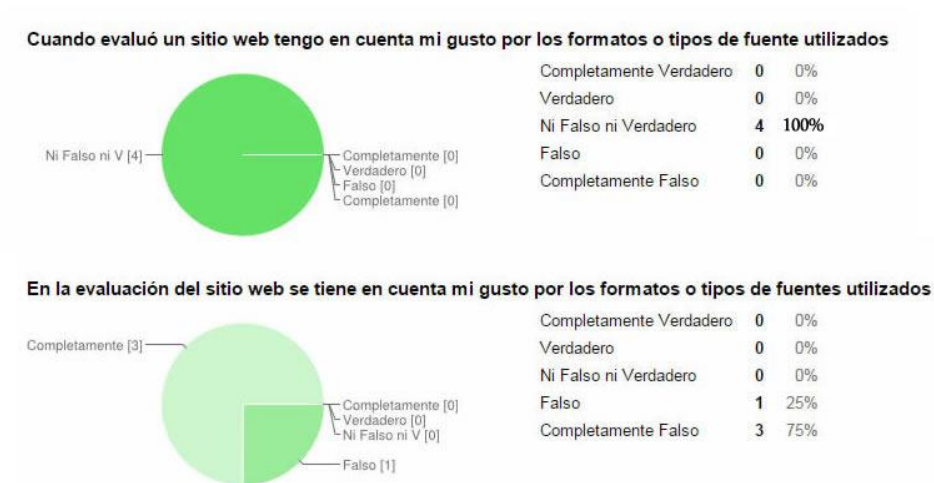 Cuando evaluó un sitio web tengo en cuenta mi gusto por los formatos o tipos de fuente utilizados
Ni Falso ni V [4]
Completamente [0]
Verdadero [0]
Falso [0]
Completamente [0]
Completamente Verdadero 0 0%
Verdadero 0 0%
Ni Falso ni Verdadero 4 100%
Falso 0 0%
Completamente Falso 0 0%
En la evaluación del sitio web se tiene en cuenta mi gusto por los formatos o tipos de fuentes utilizados
Completamente [3]
Completamente [0]
Verdadero [0]
Ni Falso ni V [0]
Falso [1]
Completamente Verdadero 0 0%
Verdadero 0 0%
Ni Falso ni Verdadero 0 0%
Falso 1 25%
Completamente Falso 3 75%